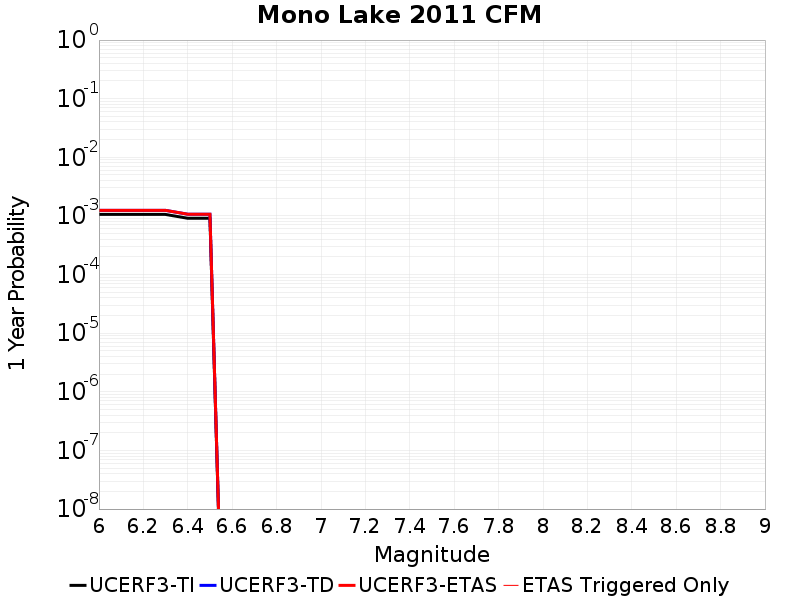 Mono Lake 2011 CFM
10^0
10^-1
10^-2
10^-3
10^-4
10^-5
10^-6
10^-7
10^-8
1 Year Probability
6 6.2 6.4 6.6 6.8 7 7.2 7.4 7.6 7.8 8 8.2 8.4 8.6 8.8 9
Magnitude
UCERF3-TI UCERF3-TD UCERF3-ETAS ETAS Triggered Only